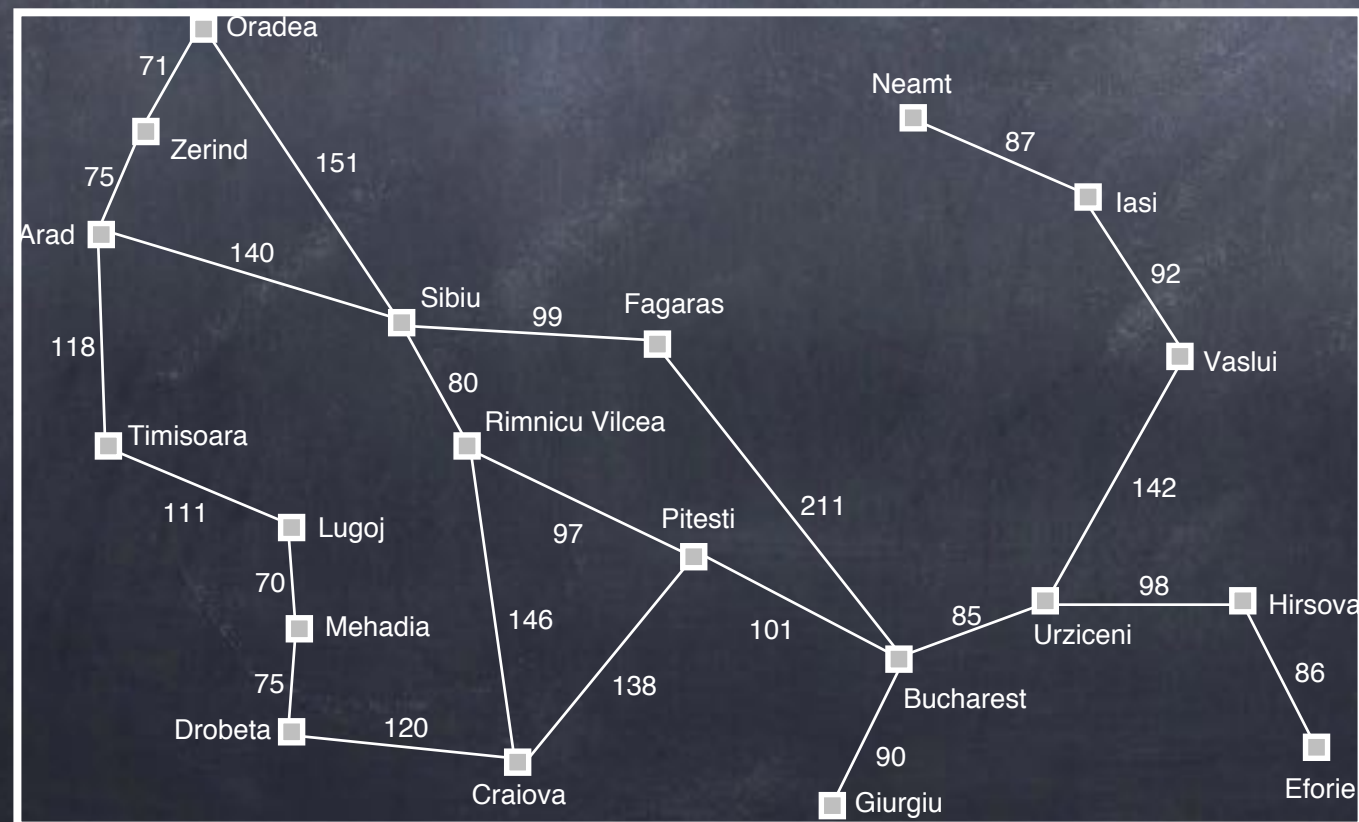 Oradea
71
Neamt
87
Zerind
151
75
Iasi
Arad
140
92
Sibiu
Fagaras
99
118
Vaslui
80
Timisoara
Rimnicu Vilcea
142
211
111
Lugoj
97
Pitesti
70
98
Hirsova
Mehadia
146
101
85
Urziceni
86
75
138
Bucharest
Drobeta
120
90
Craiova
Giurgiu
Eforie